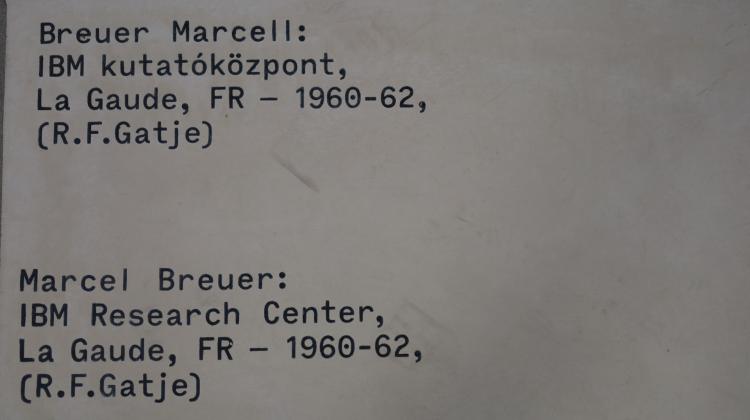 Breuer Marcell:
IBM kutatóközpont,
La Gaude, FR – 1960-62,
(R.F.Gatje)
Marcel Breuer:
IBM Research Center,
La Gaude, FR – 1960-62,
(R.F.Gatje)